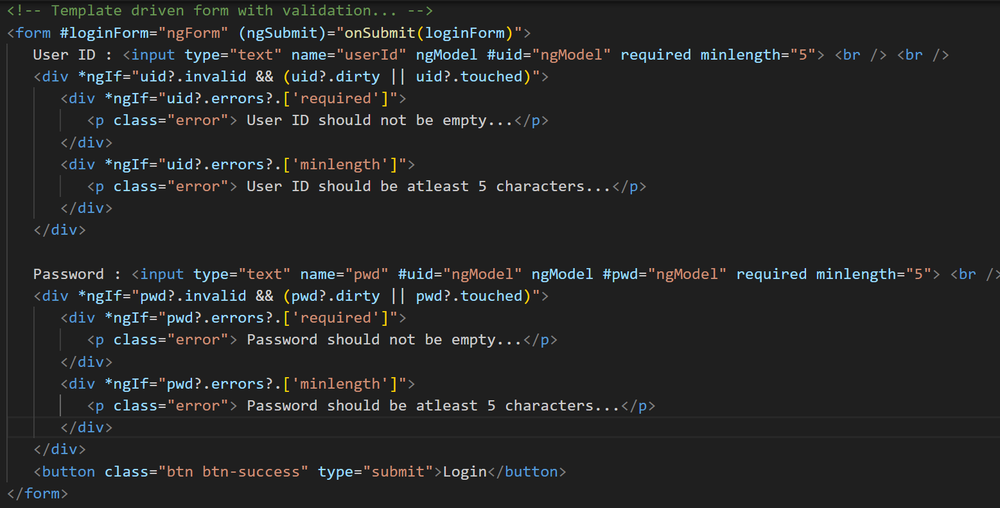 <!-- Template driven form with validation... -->
<form #loginForm="ngForm" (ngSubmit)="onSubmit(loginForm)">
   User ID : <input type="text" name="userId" ngModel #uid="ngModel" required minlength="5"> <br /> <br />
   <div *ngIf="uid?.invalid && (uid?.dirty || uid?.touched)">
      <div *ngIf="uid?.errors?.['required']">
         <p class="error"> User ID should not be empty...</p>
      </div>
      <div *ngIf="uid?.errors?.['minlength']">
         <p class="error"> User ID should be atleast 5 characters...</p>
      </div>
   </div>

   Password : <input type="text" name="pwd" #uid="ngModel" ngModel #pwd="ngModel" required minlength="5"> <br />
   <div *ngIf="pwd?.invalid && (pwd?.dirty || pwd?.touched)">
      <div *ngIf="pwd?.errors?.['required']">
         <p class="error"> Password should not be empty...</p>
      </div>
      <div *ngIf="pwd?.errors?.['minlength']">
         <p class="error"> Password should be atleast 5 characters...</p>
      </div>
   </div>
   <button class="btn btn-success" type="submit">Login</button>
</form>